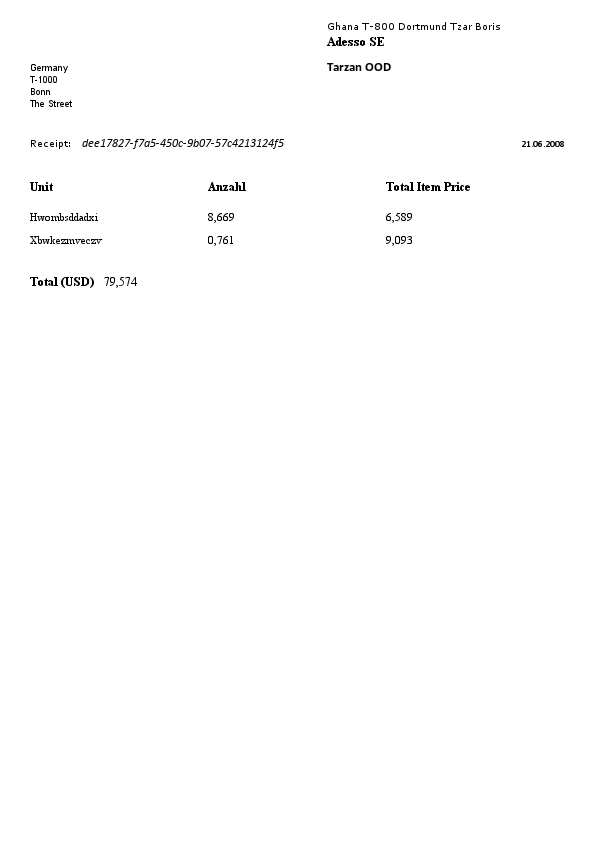 Ghana T-800 Dortmund Tzar Boris
Adesso SE
Tarzan OOD
Germany
T-1000
Bonn
The Street
Receipt: dee17827-f7a5-450c-9b07-57c4213124f5 21.06.2008
Unit Anzahl Total Item Price
Hwombsddadxi 8,669 6,589
Xbwkezmveczv 0,761 9,093
Total (USD) 79,574